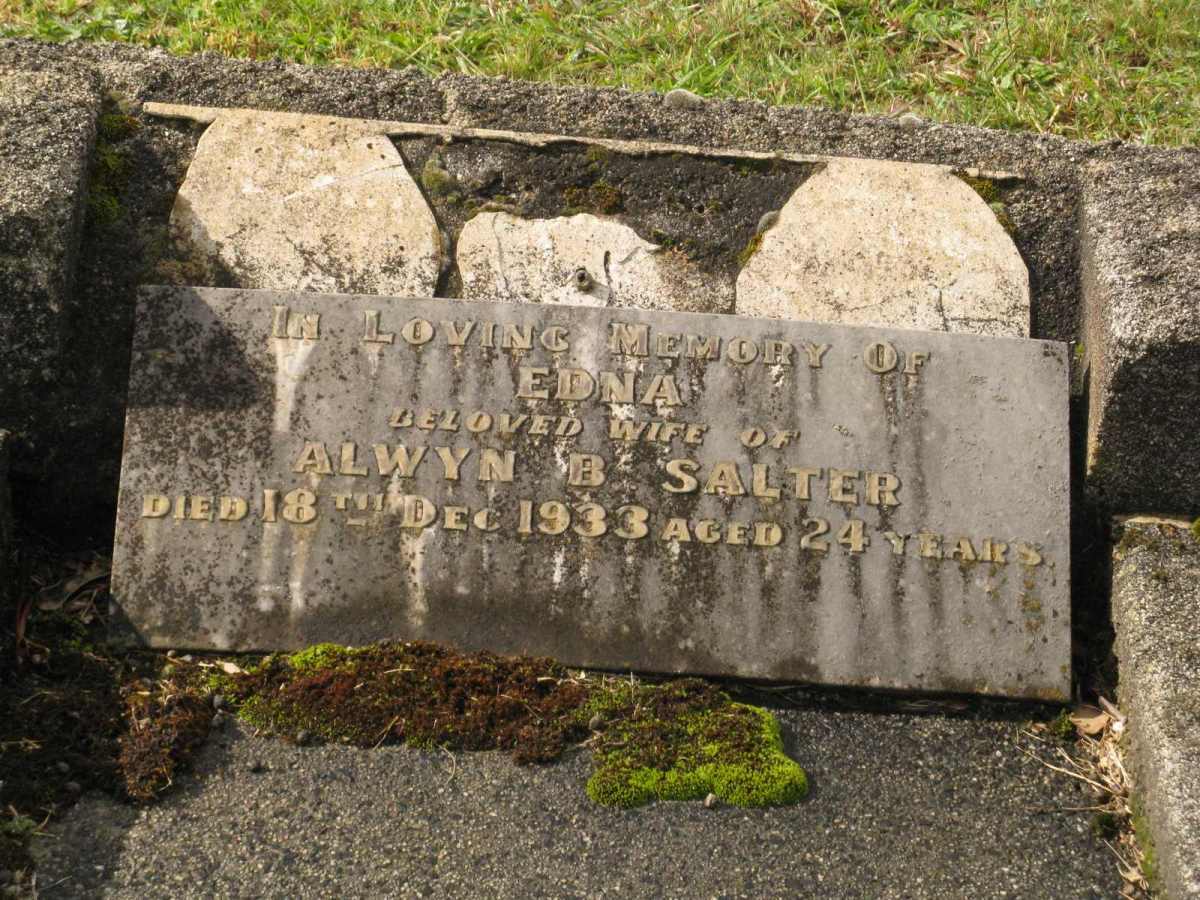 IN LOVING MEMORY OF
EDNA
BELOVED WIFE OF
ALWYN B SALTER
DIED 18TH DEC 1933 AGED 24 YEARS.